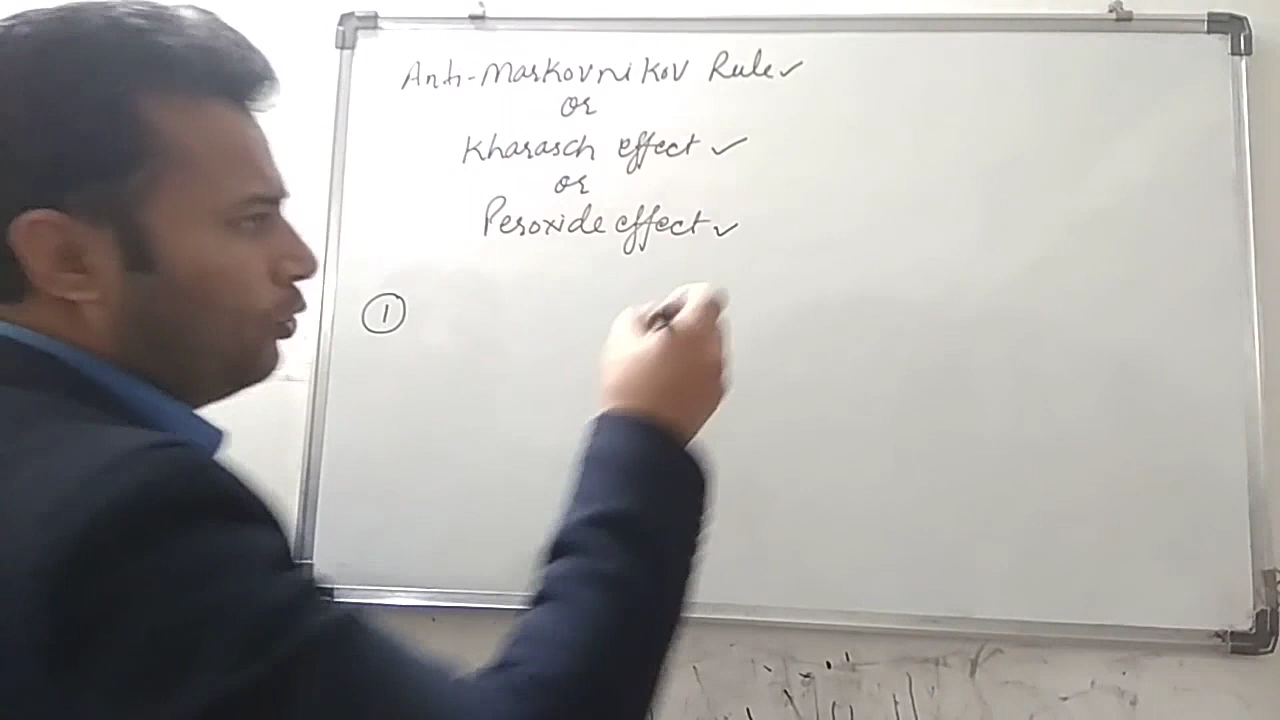 Anti-Markovnikov Rule ✓
or
Kharasch effect ✓
or
Peroxide effect ✓
①